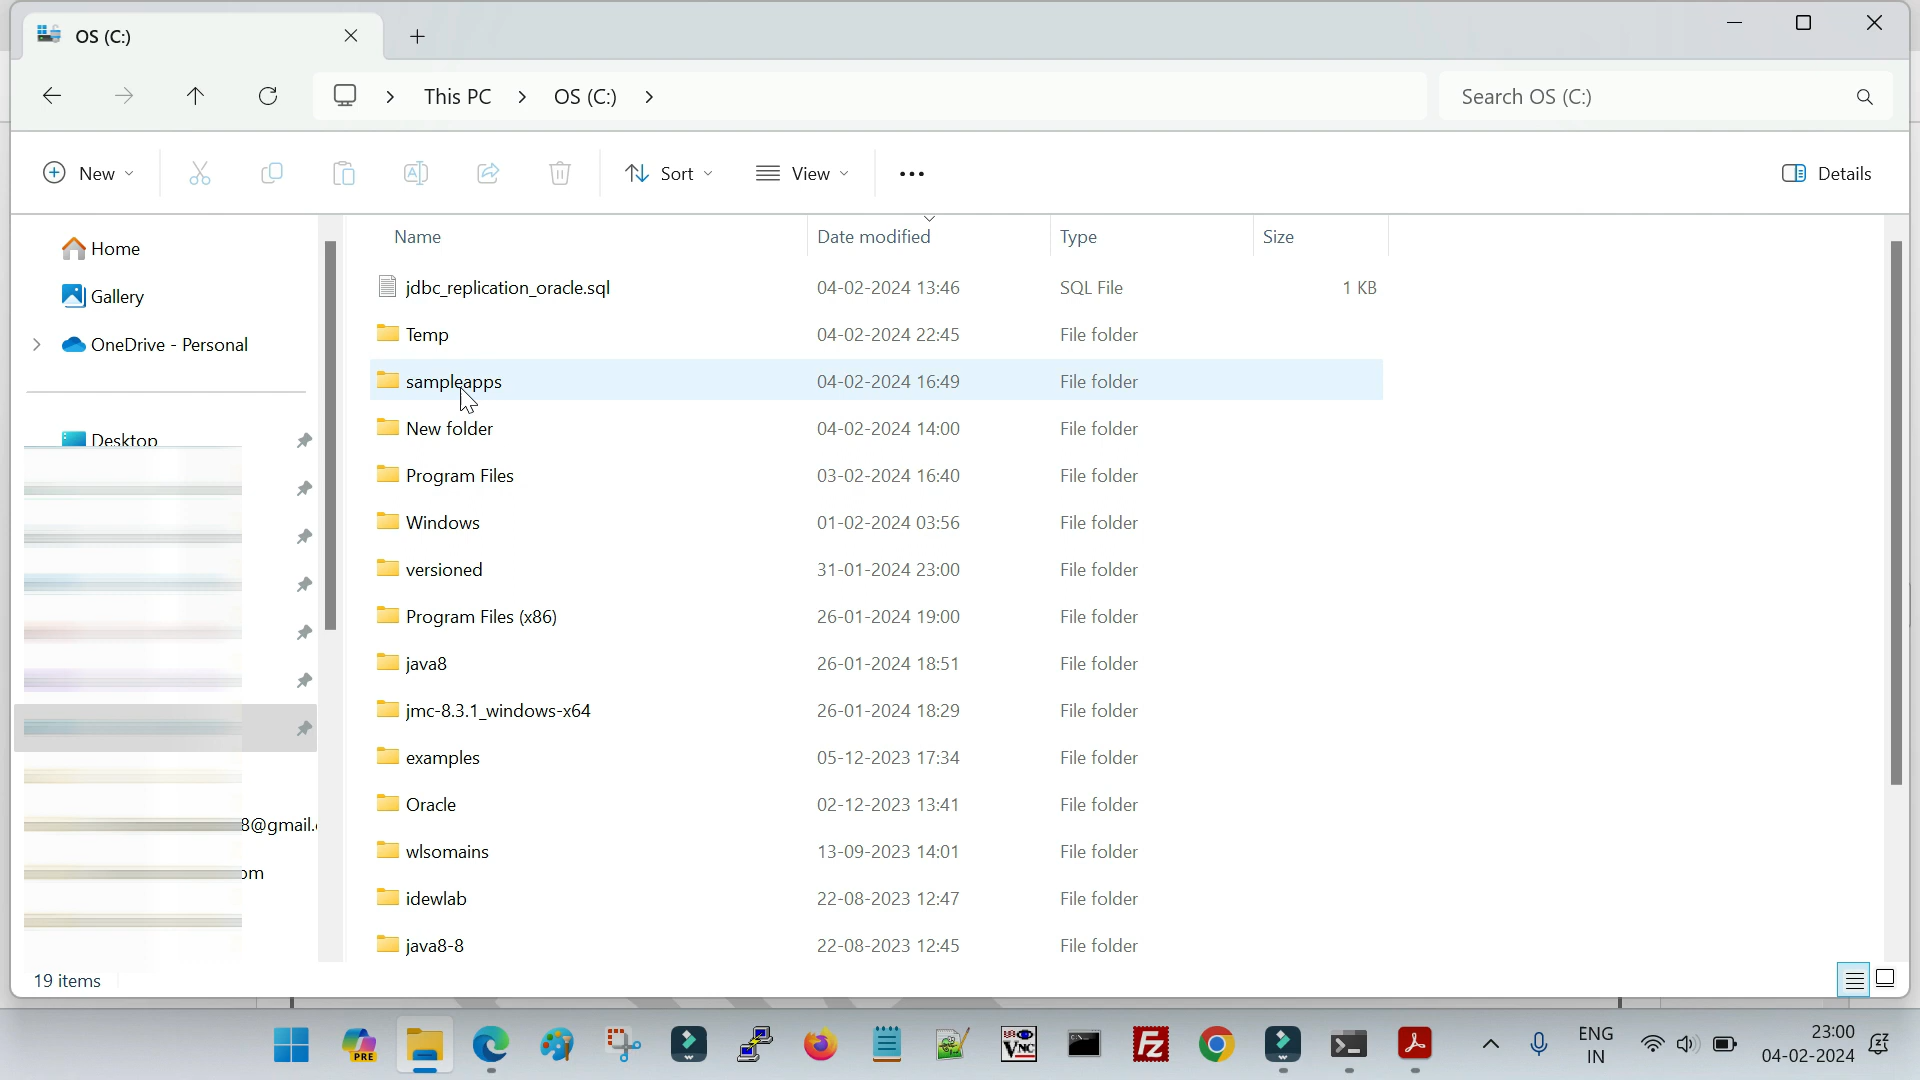 OS (C:)
This PC > OS (C:) >
Search OS (C:)
New
Sort
View
Details
Home
Gallery
OneDrive - Personal
Desktop
8@gmail.
om
Name Date modified Type Size
jdbc_replication_oracle.sql 04-02-2024 13:46 SQL File 1 KB
Temp 04-02-2024 22:45 File folder
sampleapps 04-02-2024 16:49 File folder
New folder 04-02-2024 14:00 File folder
Program Files 03-02-2024 16:40 File folder
Windows 01-02-2024 03:56 File folder
versioned 31-01-2024 23:00 File folder
Program Files (x86) 26-01-2024 19:00 File folder
java8 26-01-2024 18:51 File folder
jmc-8.3.1_windows-x64 26-01-2024 18:29 File folder
examples 05-12-2023 17:34 File folder
Oracle 02-12-2023 13:41 File folder
wlsomains 13-09-2023 14:01 File folder
idewlab 22-08-2023 12:47 File folder
java8-8 22-08-2023 12:45 File folder
19 items
PRE
VNC
Fz
ENG
IN
23:00
04-02-2024